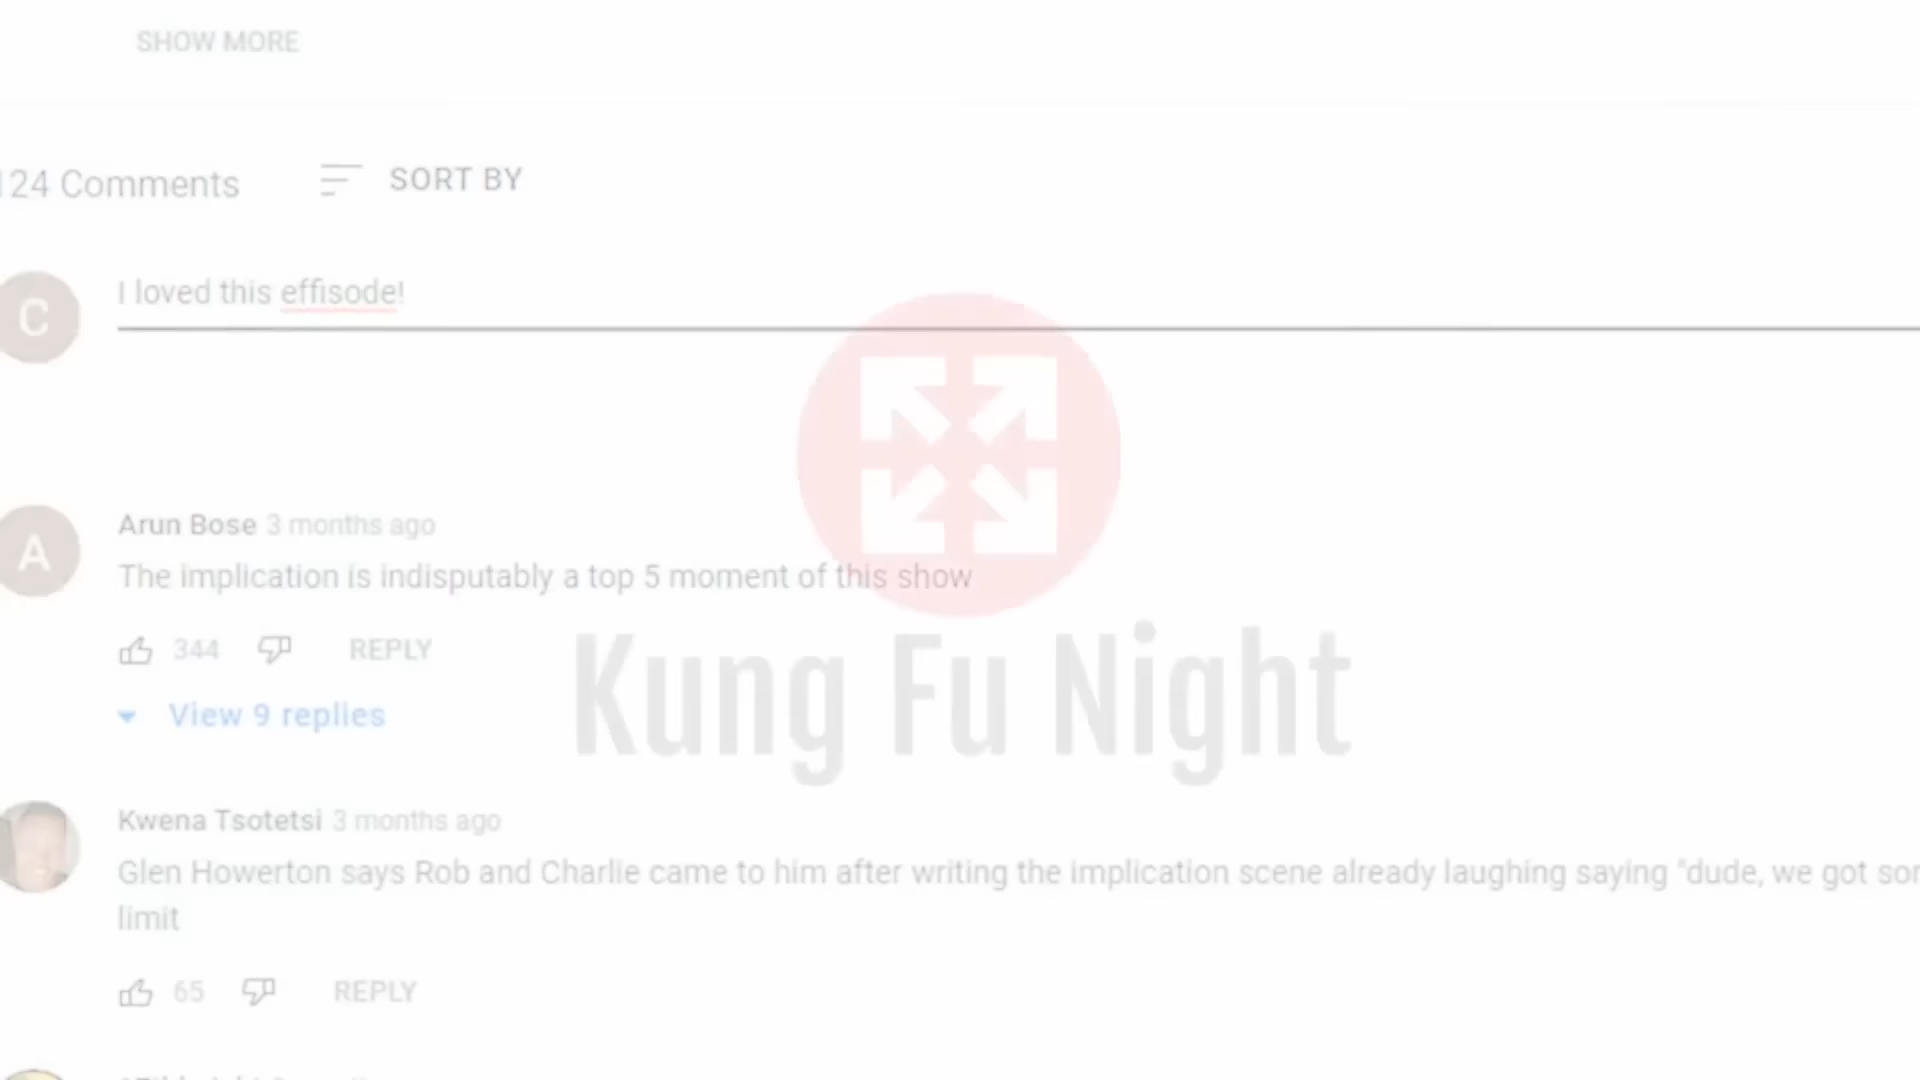 SHOW MORE
124 Comments
SORT BY
C
I loved this effisode!
A
Arun Bose 3 months ago
The implication is indisputably a top 5 moment of this show
344
REPLY
View 9 replies
Kung Fu Night
Kwena Tsotetsi 3 months ago
Glen Howerton says Rob and Charlie came to him after writing the implication scene already laughing saying "dude, we got
limit
65
REPLY